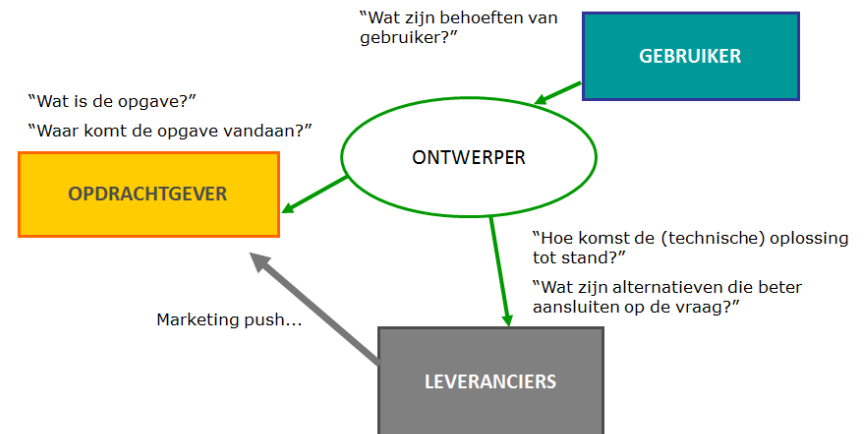 “Wat zijn behoeften van
gebruiker?”
GEBRUIKER
“Wat is de opgave?”
“Waar komt de opgave vandaan?”
ONTWERPER
OPDRACHTGEVER
“Hoe komst de (technische) oplossing
tot stand?”
“Wat zijn alternatieven die beter
aansluiten op de vraag?”
Marketing push...
LEVERANCIERS